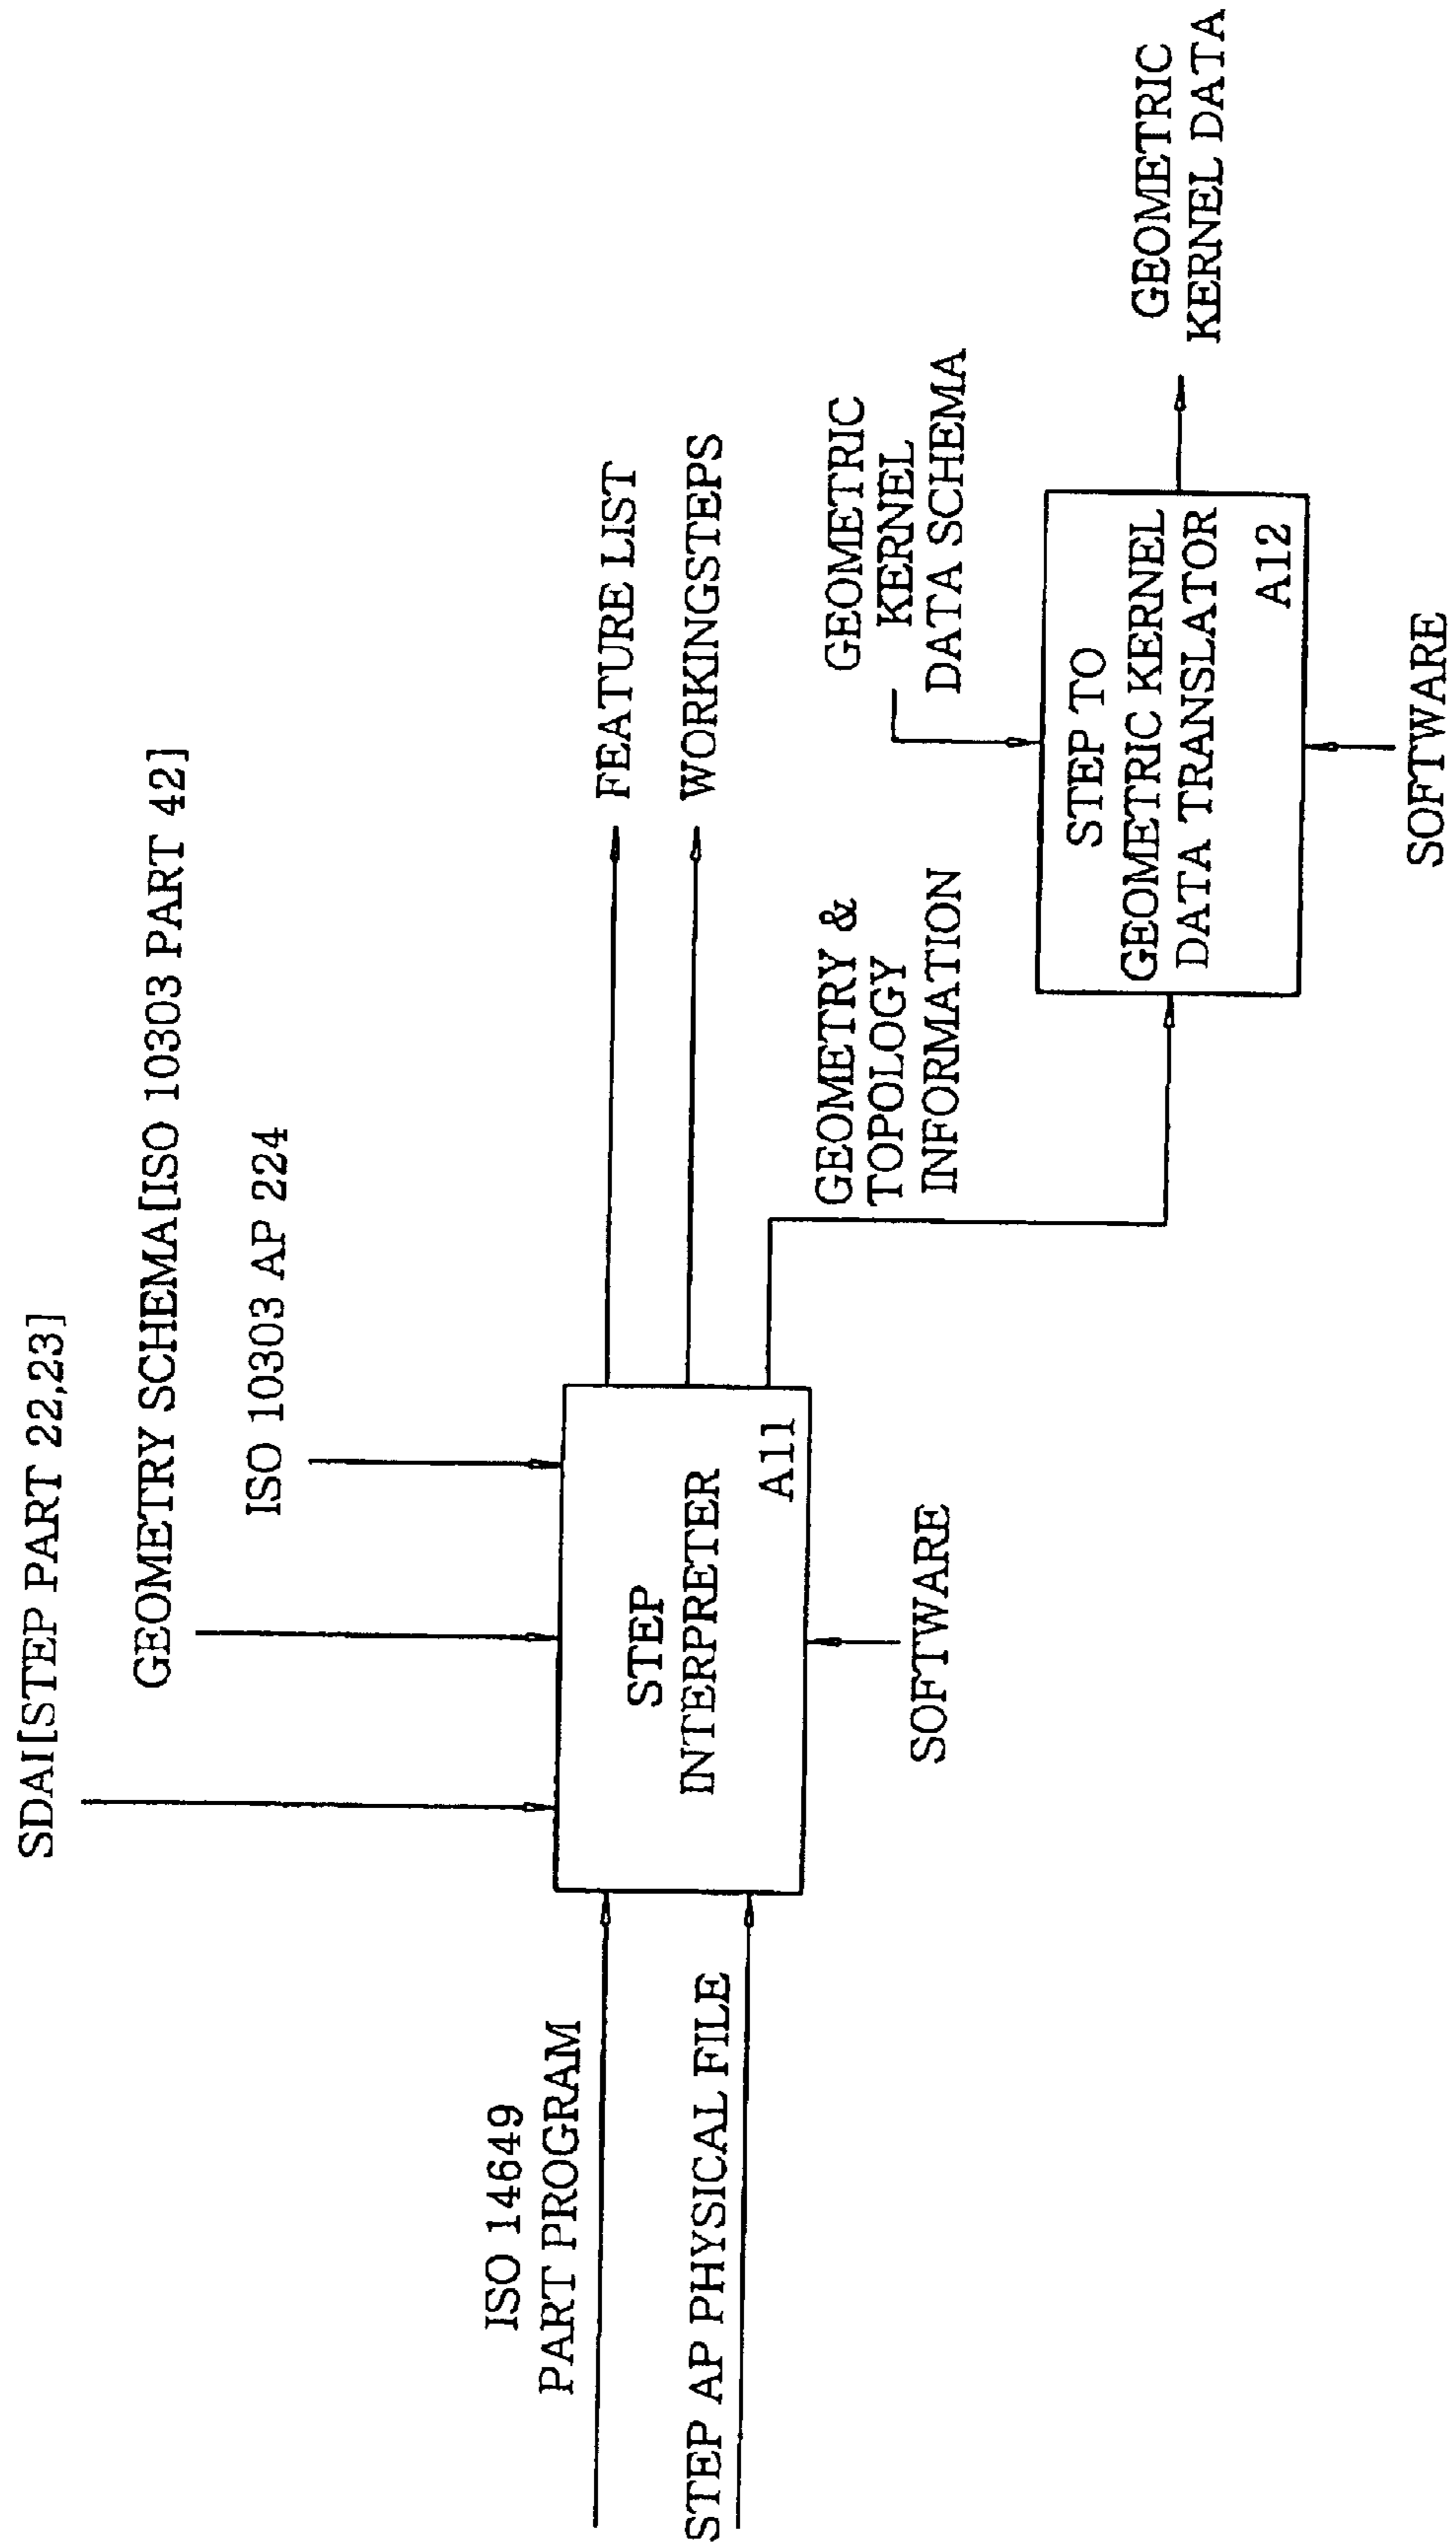 SDAI[STEP PART 22,23]
GEOMETRY SCHEMA[ISO 10303 PART 42]
ISO 10303 AP 224
ISO 14649
PART PROGRAM
STEP AP PHYSICAL FILE
STEP
INTERPRETER
A11
SOFTWARE
FEATURE LIST
WORKINGSTEPS
GEOMETRY &
TOPOLOGY
INFORMATION
GEOMETRIC
KERNEL
DATA SCHEMA
STEP TO
GEOMETRIC KERNEL
DATA TRANSLATOR
A12
SOFTWARE
GEOMETRIC
KERNEL DATA